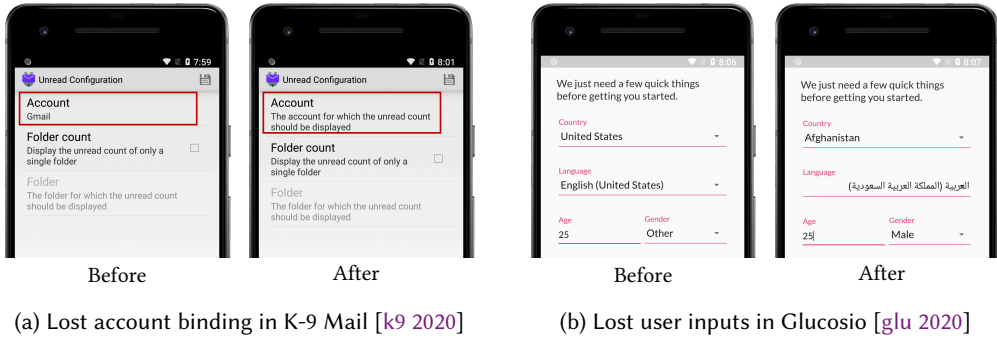 7:59
Unread Configuration
Account
Gmail
Folder count
Display the unread count of only a
single folder
Folder
The folder for which the unread count
should be displayed
Before
8:01
Unread Configuration
Account
The account for which the unread count
should be displayed
Folder count
Display the unread count of only a
single folder
Folder
The folder for which the unread count
should be displayed
After
(a) Lost account binding in K-9 Mail [k9 2020]
8:06
We just need a few quick things
before getting you started.
Country
United States
Language
English (United States)
Age
Gender
25
Other
Before
8:07
We just need a few quick things
before getting you started.
Country
Afghanistan
Language
العربية (المملكة العربية السعودية)
Age
Gender
25
Male
After
(b) Lost user inputs in Glucosio [glu 2020]